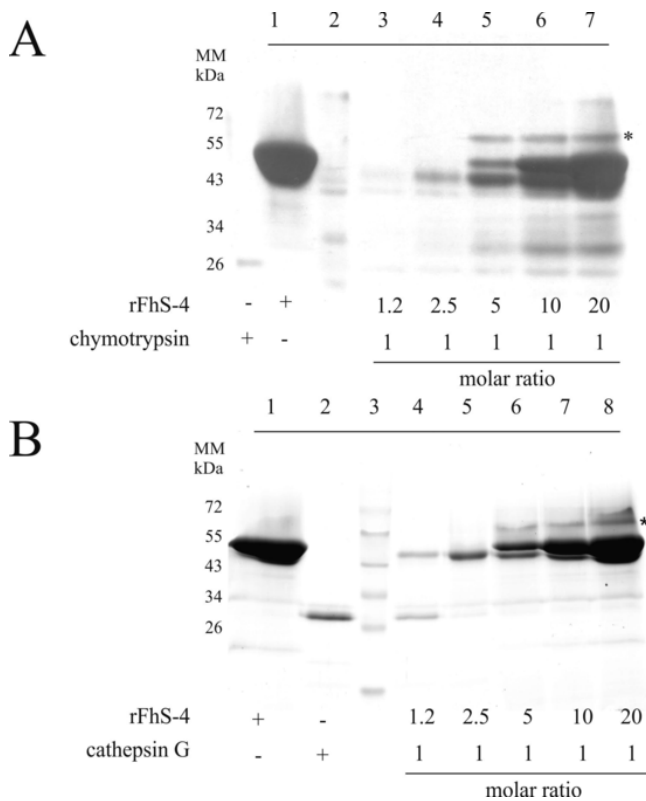 A
1 2 3 4 5 6 7
MM
kDa
72
55
43
34
26
*
rFhS-4 - + 1.2 2.5 5 10 20
chymotrypsin + - 1 1 1 1 1
molar ratio
B
1 2 3 4 5 6 7 8
MM
kDa
72
55
43
34
26
*
rFhS-4 + - 1.2 2.5 5 10 20
cathepsin G - + 1 1 1 1 1
molar ratio